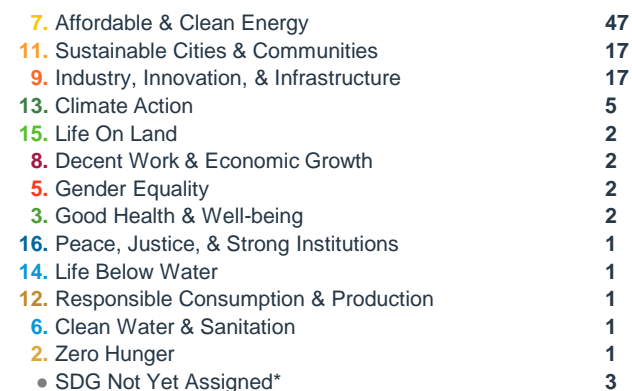 7. Affordable & Clean Energy 47
11. Sustainable Cities & Communities 17
9. Industry, Innovation, & Infrastructure 17
13. Climate Action 5
15. Life On Land 2
8. Decent Work & Economic Growth 2
5. Gender Equality 2
3. Good Health & Well-being 2
16. Peace, Justice, & Strong Institutions 1
14. Life Below Water 1
12. Responsible Consumption & Production 1
6. Clean Water & Sanitation 1
2. Zero Hunger 1
● SDG Not Yet Assigned* 3